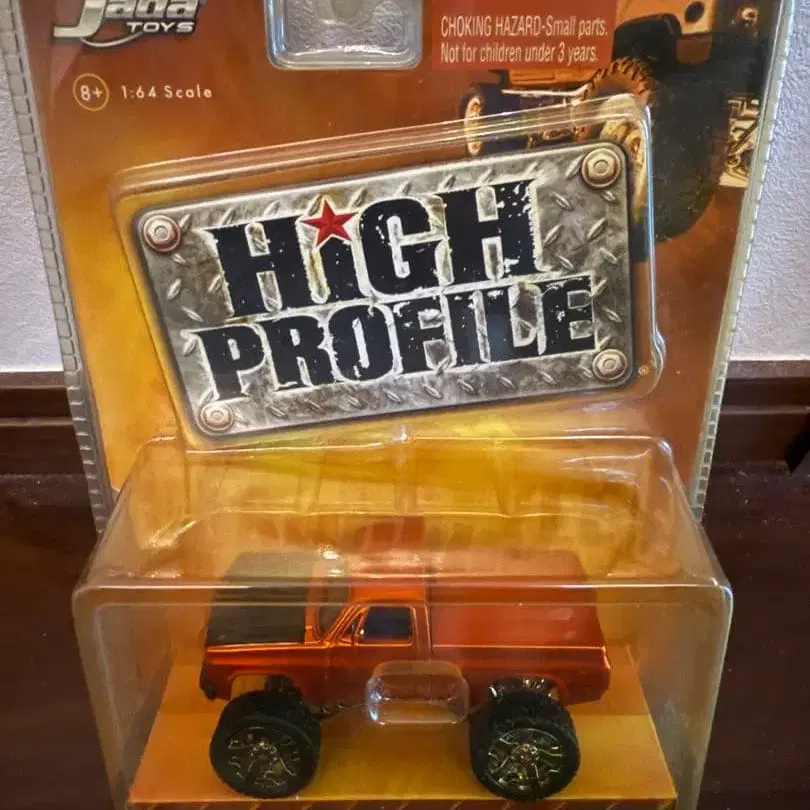 Jada
TOYS
CHOKING HAZARD-Small parts.
Not for children under 3 years.
8+ 1:64 Scale
HiGH
PROFILE
®